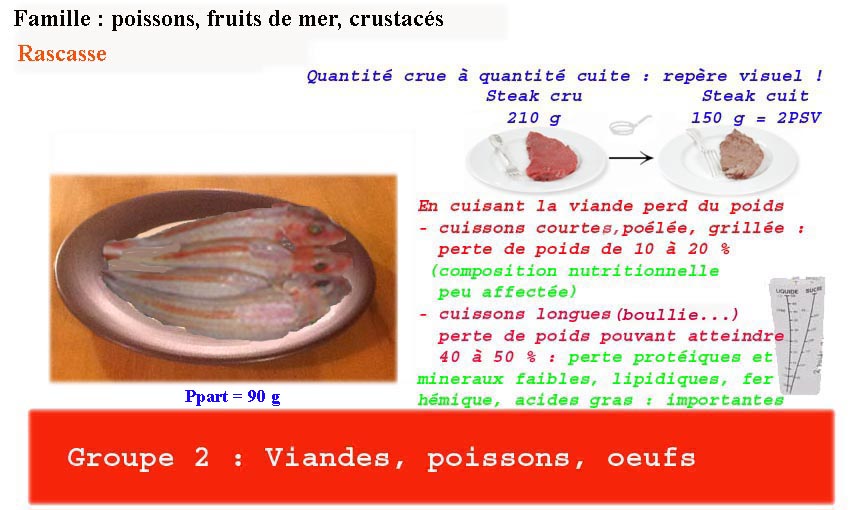 Famille : poissons, fruits de mer, crustacés
Rascasse
Quantité crue à quantité cuite : repère visuel !
Steak cru
210 g
Steak cuit
150 g = 2PSV
En cuisant la viande perd du poids
- cuissons courtes,poélée, grillée :
perte de poids de 10 à 20 %
(composition nutritionnelle
peu affectée)
- cuissons longues (boullie...)
perte de poids pouvant atteindre
40 à 50 % : perte protéiques et
mineraux faibles, lipidiques, fer
hémique, acides gras : importantes
LIQUIDE SUCRE
Ppart = 90 g
Groupe 2 : Viandes, poissons, oeufs